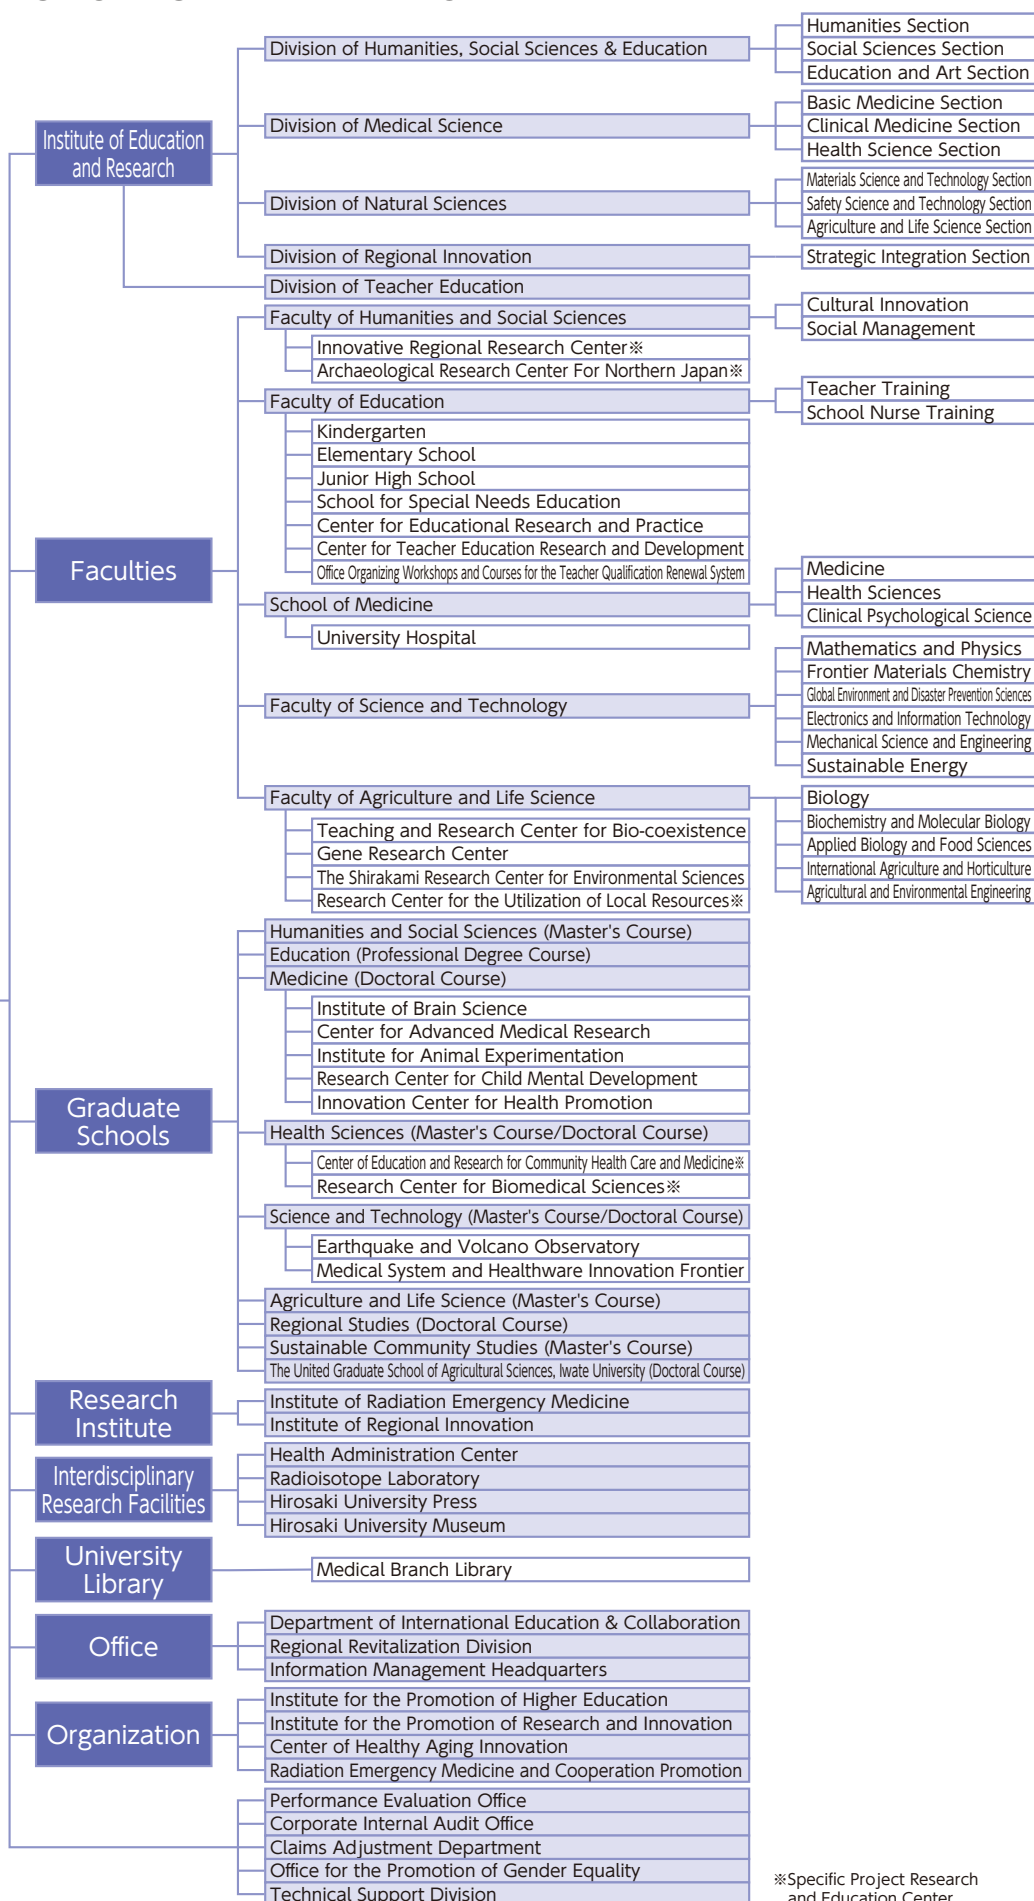 Institute of Education
and Research
Division of Humanities, Social Sciences & Education
Humanities Section
Social Sciences Section
Education and Art Section
Division of Medical Science
Basic Medicine Section
Clinical Medicine Section
Health Science Section
Division of Natural Sciences
Materials Science and Technology Section
Safety Science and Technology Section
Agriculture and Life Science Section
Division of Regional Innovation
Strategic Integration Section
Division of Teacher Education
Faculties
Faculty of Humanities and Social Sciences
Cultural Innovation
Social Management
Innovative Regional Research Center※
Archaeological Research Center For Northern Japan※
Faculty of Education
Teacher Training
School Nurse Training
Kindergarten
Elementary School
Junior High School
School for Special Needs Education
Center for Educational Research and Practice
Center for Teacher Education Research and Development
Office Organizing Workshops and Courses for the Teacher Qualification Renewal System
School of Medicine
Medicine
Health Sciences
Clinical Psychological Science
University Hospital
Faculty of Science and Technology
Mathematics and Physics
Frontier Materials Chemistry
Global Environment and Disaster Prevention Sciences
Electronics and Information Technology
Mechanical Science and Engineering
Sustainable Energy
Faculty of Agriculture and Life Science
Biology
Biochemistry and Molecular Biology
Applied Biology and Food Sciences
International Agriculture and Horticulture
Agricultural and Environmental Engineering
Teaching and Research Center for Bio-coexistence
Gene Research Center
The Shirakami Research Center for Environmental Sciences
Research Center for the Utilization of Local Resources※
Graduate
Schools
Humanities and Social Sciences (Master's Course)
Education (Professional Degree Course)
Medicine (Doctoral Course)
Institute of Brain Science
Center for Advanced Medical Research
Institute for Animal Experimentation
Research Center for Child Mental Development
Innovation Center for Health Promotion
Health Sciences (Master's Course/Doctoral Course)
Center of Education and Research for Community Health Care and Medicine※
Research Center for Biomedical Sciences※
Science and Technology (Master's Course/Doctoral Course)
Earthquake and Volcano Observatory
Medical System and Healthware Innovation Frontier
Agriculture and Life Science (Master's Course)
Regional Studies (Doctoral Course)
Sustainable Community Studies (Master's Course)
The United Graduate School of Agricultural Sciences, Iwate University (Doctoral Course)
Research
Institute
Institute of Radiation Emergency Medicine
Institute of Regional Innovation
Interdisciplinary
Research Facilities
Health Administration Center
Radioisotope Laboratory
Hirosaki University Press
Hirosaki University Museum
University
Library
Medical Branch Library
Office
Department of International Education & Collaboration
Regional Revitalization Division
Information Management Headquarters
Organization
Institute for the Promotion of Higher Education
Institute for the Promotion of Research and Innovation
Center of Healthy Aging Innovation
Radiation Emergency Medicine and Cooperation Promotion
Performance Evaluation Office
Corporate Internal Audit Office
Claims Adjustment Department
Office for the Promotion of Gender Equality
Technical Support Division
※Specific Project Research
and Education Center